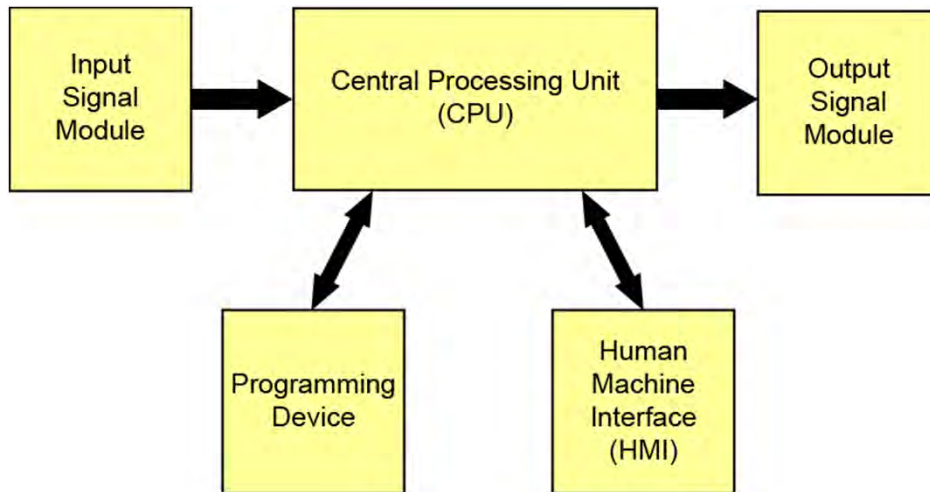 Input
Signal
Module
Central Processing Unit
(CPU)
Output
Signal
Module
Programming
Device
Human
Machine
Interface
(HMI)